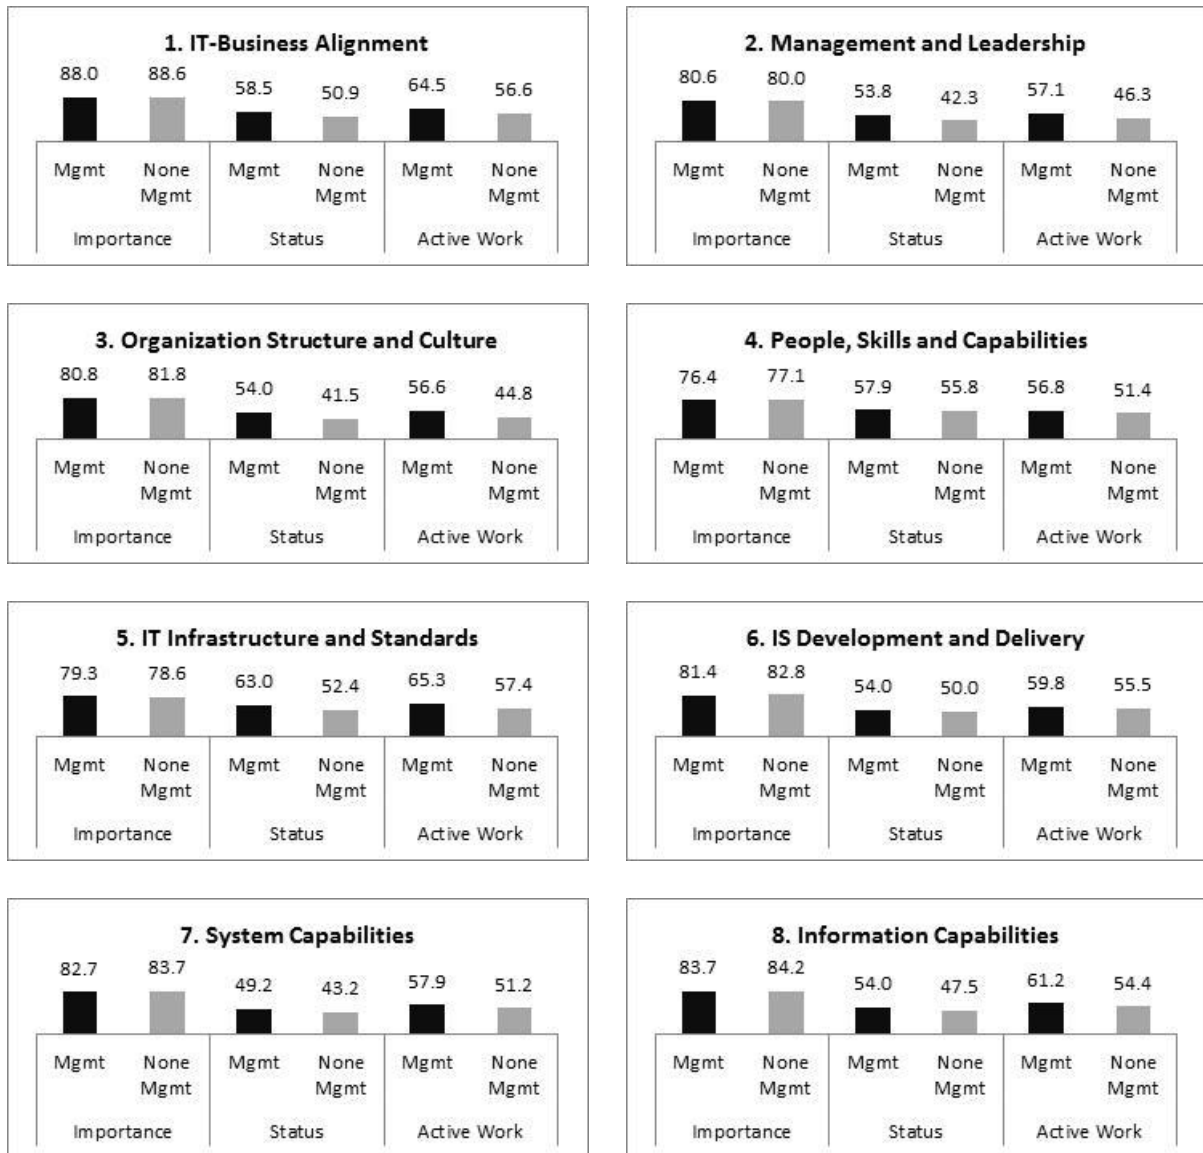 1. IT-Business Alignment
88.0 88.6 58.5 50.9 64.5 56.6
Mgmt None Mgmt None Mgmt None
Mgmt Mgmt Mgmt
Importance Status Active Work
2. Management and Leadership
80.6 80.0 53.8 42.3 57.1 46.3
Mgmt None Mgmt None Mgmt None
Mgmt Mgmt Mgmt
Importance Status Active Work
3. Organization Structure and Culture
80.8 81.8 54.0 41.5 56.6 44.8
Mgmt None Mgmt None Mgmt None
Mgmt Mgmt Mgmt
Importance Status Active Work
4. People, Skills and Capabilities
76.4 77.1 57.9 55.8 56.8 51.4
Mgmt None Mgmt None Mgmt None
Mgmt Mgmt Mgmt
Importance Status Active Work
5. IT Infrastructure and Standards
79.3 78.6 63.0 52.4 65.3 57.4
Mgmt None Mgmt None Mgmt None
Mgmt Mgmt Mgmt
Importance Status Active Work
6. IS Development and Delivery
81.4 82.8 54.0 50.0 59.8 55.5
Mgmt None Mgmt None Mgmt None
Mgmt Mgmt Mgmt
Importance Status Active Work
7. System Capabilities
82.7 83.7 49.2 43.2 57.9 51.2
Mgmt None Mgmt None Mgmt None
Mgmt Mgmt Mgmt
Importance Status Active Work
8. Information Capabilities
83.7 84.2 54.0 47.5 61.2 54.4
Mgmt None Mgmt None Mgmt None
Mgmt Mgmt Mgmt
Importance Status Active Work